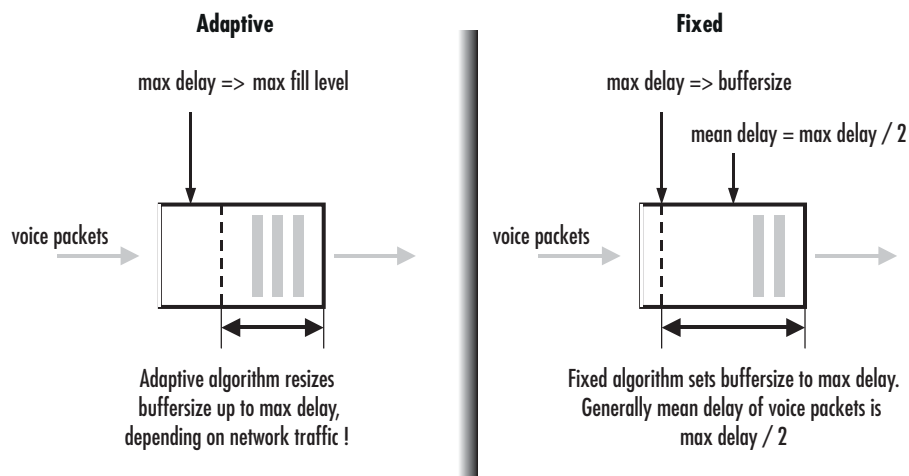 Adaptive
max delay => max fill level
voice packets
Adaptive algorithm resizes
buffersize up to max delay,
depending on network traffic !
Fixed
max delay => buffersize
mean delay = max delay / 2
voice packets
Fixed algorithm sets buffersize to max delay.
Generally mean delay of voice packets is
max delay / 2